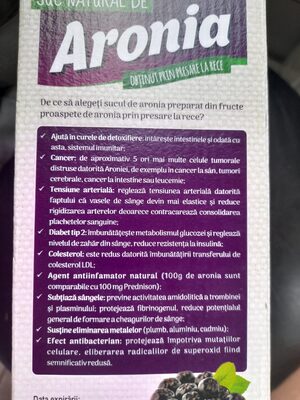 SUC NATURAL DE
Aronia
OBȚINUT PRIN PRESARE LA RECE
De ce să alegeți sucul de aronia preparat din fructe
proaspete de aronia prin presare la rece?
• Ajută în curele de detoxifiere: întărește intestinele și odată cu
asta, sistemul imunitar;
• Cancer: de aproximativ 5 ori mai multe celule tumorale
distruse datorită Aroniei, de exemplu în cancer la sân, tumori
cerebrale, cancer la intestine sau leucemie;
• Tensiune arterială: reglează tensiunea arterială datorită
faptului că vasele de sânge devin mai elastice și reduce
rigidizarea arterelor deoarece contracarează consolidarea
plachetelor sanguine;
• Diabet tip 2: îmbunătățește metabolismul glucozei și reglează
nivelul de zahăr din sânge, reduce rezistența la insulină;
• Colesterol: este redus datorită îmbunătățirii transferului de
colesterol LDL;
• Agent antiinfamator natural (100g de aronia sunt
comparabile cu 100 mg Prednison);
• Subțiază sângele: previne activitatea amidolitică a trombinei
și plasminului; protejează fibrinogenul, reduce potențialul
general de formare a cheagurilor de sânge;
• Susține eliminarea metalelor (plumb, aluminiu, cadmiu);
• Efect antibacterian: protejează împotriva mutațiilor
celulare, eliberarea radicalilor de superoxid fiind
semnificativ redusă.
Data expirării: